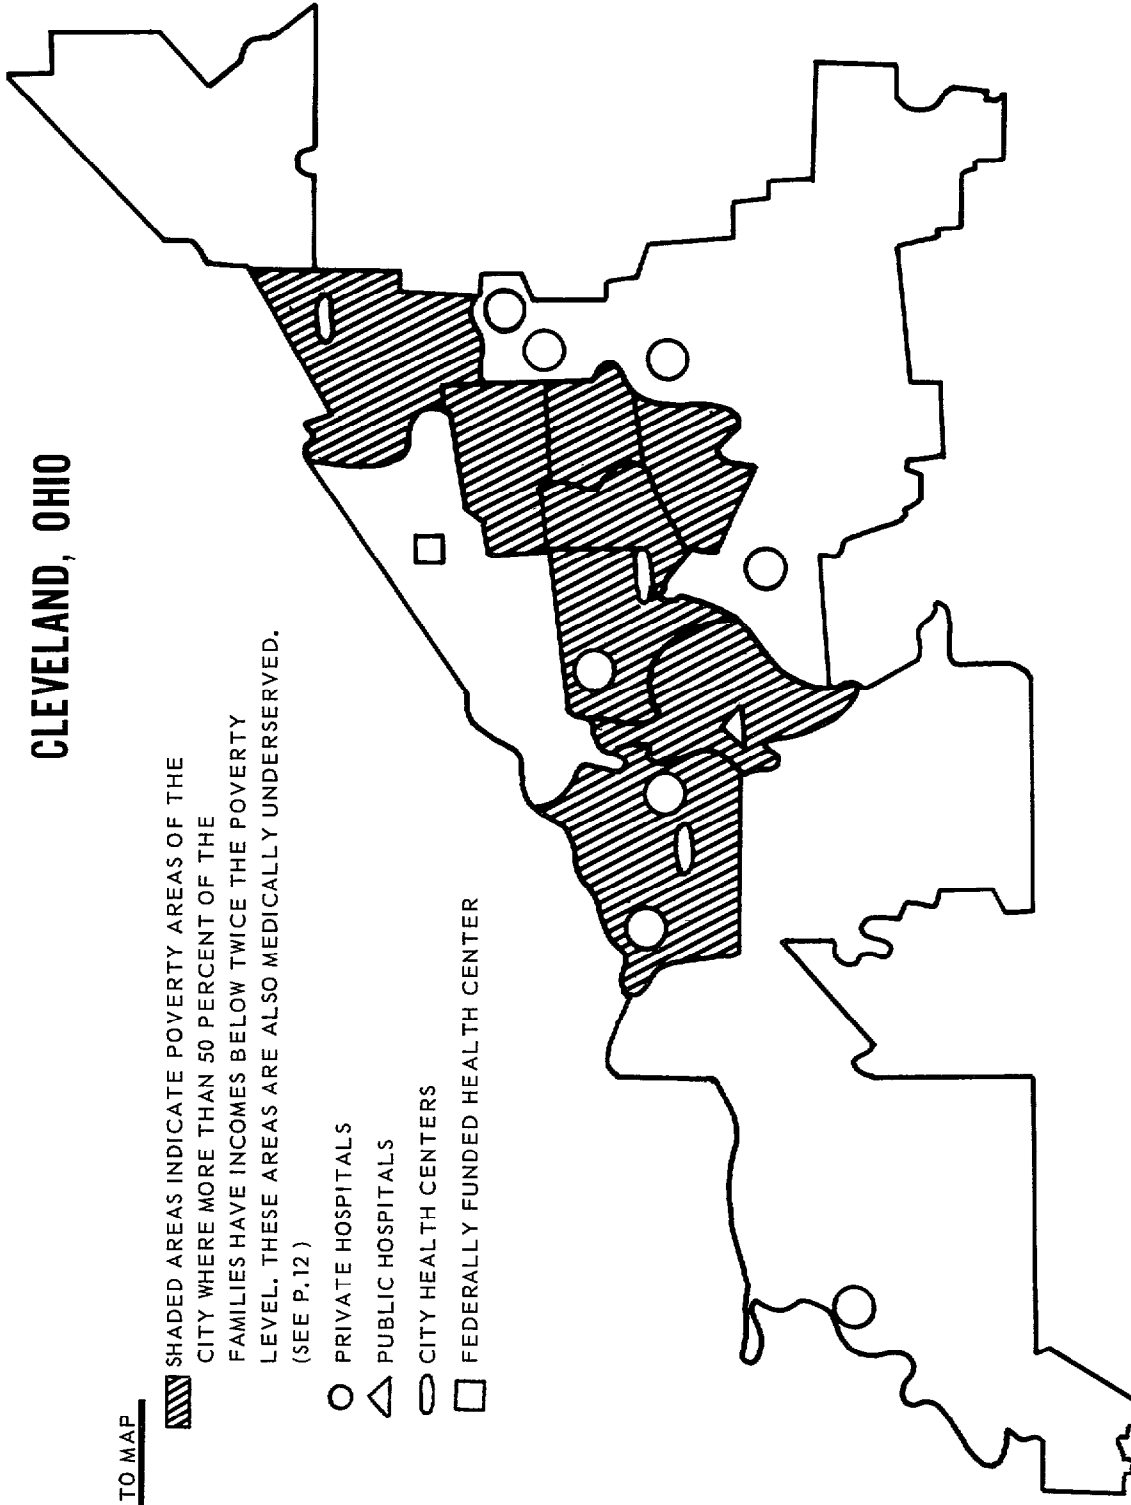 CLEVELAND, OHIO
TO MAP
SHADED AREAS INDICATE POVERTY AREAS OF THE
CITY WHERE MORE THAN 50 PERCENT OF THE
FAMILIES HAVE INCOMES BELOW TWICE THE POVERTY
LEVEL. THESE AREAS ARE ALSO MEDICALLY UNDERSERVED.
(SEE P.12)
PRIVATE HOSPITALS
PUBLIC HOSPITALS
CITY HEALTH CENTERS
FEDERALLY FUNDED HEALTH CENTER